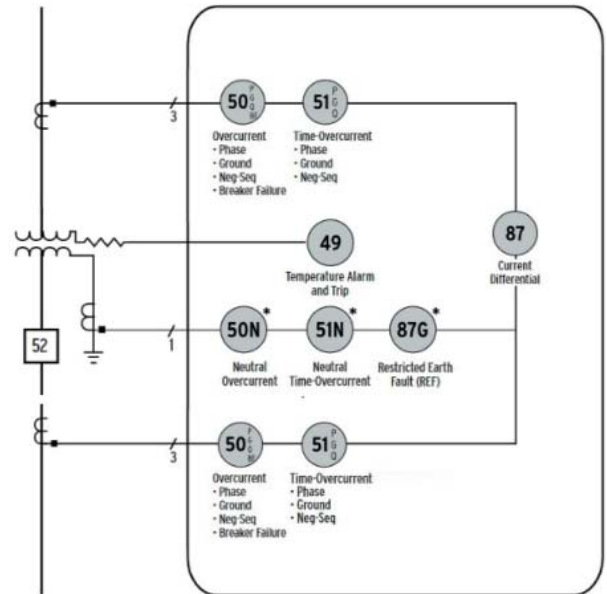 50 P G Q BF
51 P G Q
3
Overcurrent
· Phase
· Ground
· Neg-Seq
· Breaker Failure
Time-Overcurrent
· Phase
· Ground
· Neg-Seq
49
Temperature Alarm
and Trip
87
Current
Differential
50N*
51N*
87G*
1
52
Neutral
Overcurrent
Neutral
Time-Overcurrent
Restricted Earth
Fault (REF)
50
51 P G Q
3
Overcurrent
· Phase
· Ground
· Neg-Seq
· Breaker Failure
Time-Overcurrent
· Phase
· Ground
· Neg-Seq